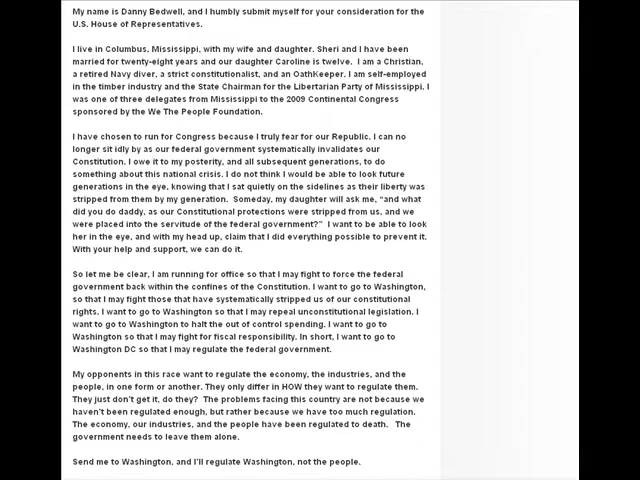 My name is Danny Bedwell, and I humbly submit myself for your consideration for the
U.S. House of Representatives.
I live in Columbus, Mississippi, with my wife and daughter. Sheri and I have been
married for twenty-eight years and our daughter Caroline is twelve.  I am a Christian,
a retired Navy diver, a strict constitutionalist, and an OathKeeper. I am self-employed
in the timber industry and the State Chairman for the Libertarian Party of Mississippi. I
was one of three delegates from Mississippi to the 2009 Continental Congress
sponsored by the We The People Foundation.
I have chosen to run for Congress because I truly fear for our Republic. I can no
longer sit idly by as our federal government systematically invalidates our
Constitution. I owe it to my posterity, and all subsequent generations, to do
something about this national crisis. I do not think I would be able to look future
generations in the eye, knowing that I sat quietly on the sidelines as their liberty was
stripped from them by my generation.  Someday, my daughter will ask me, “and what
did you do daddy, as our Constitutional protections were stripped from us, and we
were placed into the servitude of the federal government?”  I want to be able to look
her in the eye, and with my head up, claim that I did everything possible to prevent it.
With your help and support, we can do it.
So let me be clear, I am running for office so that I may fight to force the federal
government back within the confines of the Constitution. I want to go to Washington,
so that I may fight those that have systematically stripped us of our constitutional
rights. I want to go to Washington so that I may repeal unconstitutional legislation. I
want to go to Washington to halt the out of control spending. I want to go to
Washington so that I may fight for fiscal responsibility. In short, I want to go to
Washington DC so that I may regulate the federal government.
My opponents in this race want to regulate the economy, the industries, and the
people, in one form or another. They only differ in HOW they want to regulate them.
They just don't get it, do they?  The problems facing this country are not because we
haven't been regulated enough, but rather because we have too much regulation.
The economy, our industries, and the people have been regulated to death.   The
government needs to leave them alone.
Send me to Washington, and I'll regulate Washington, not the people.